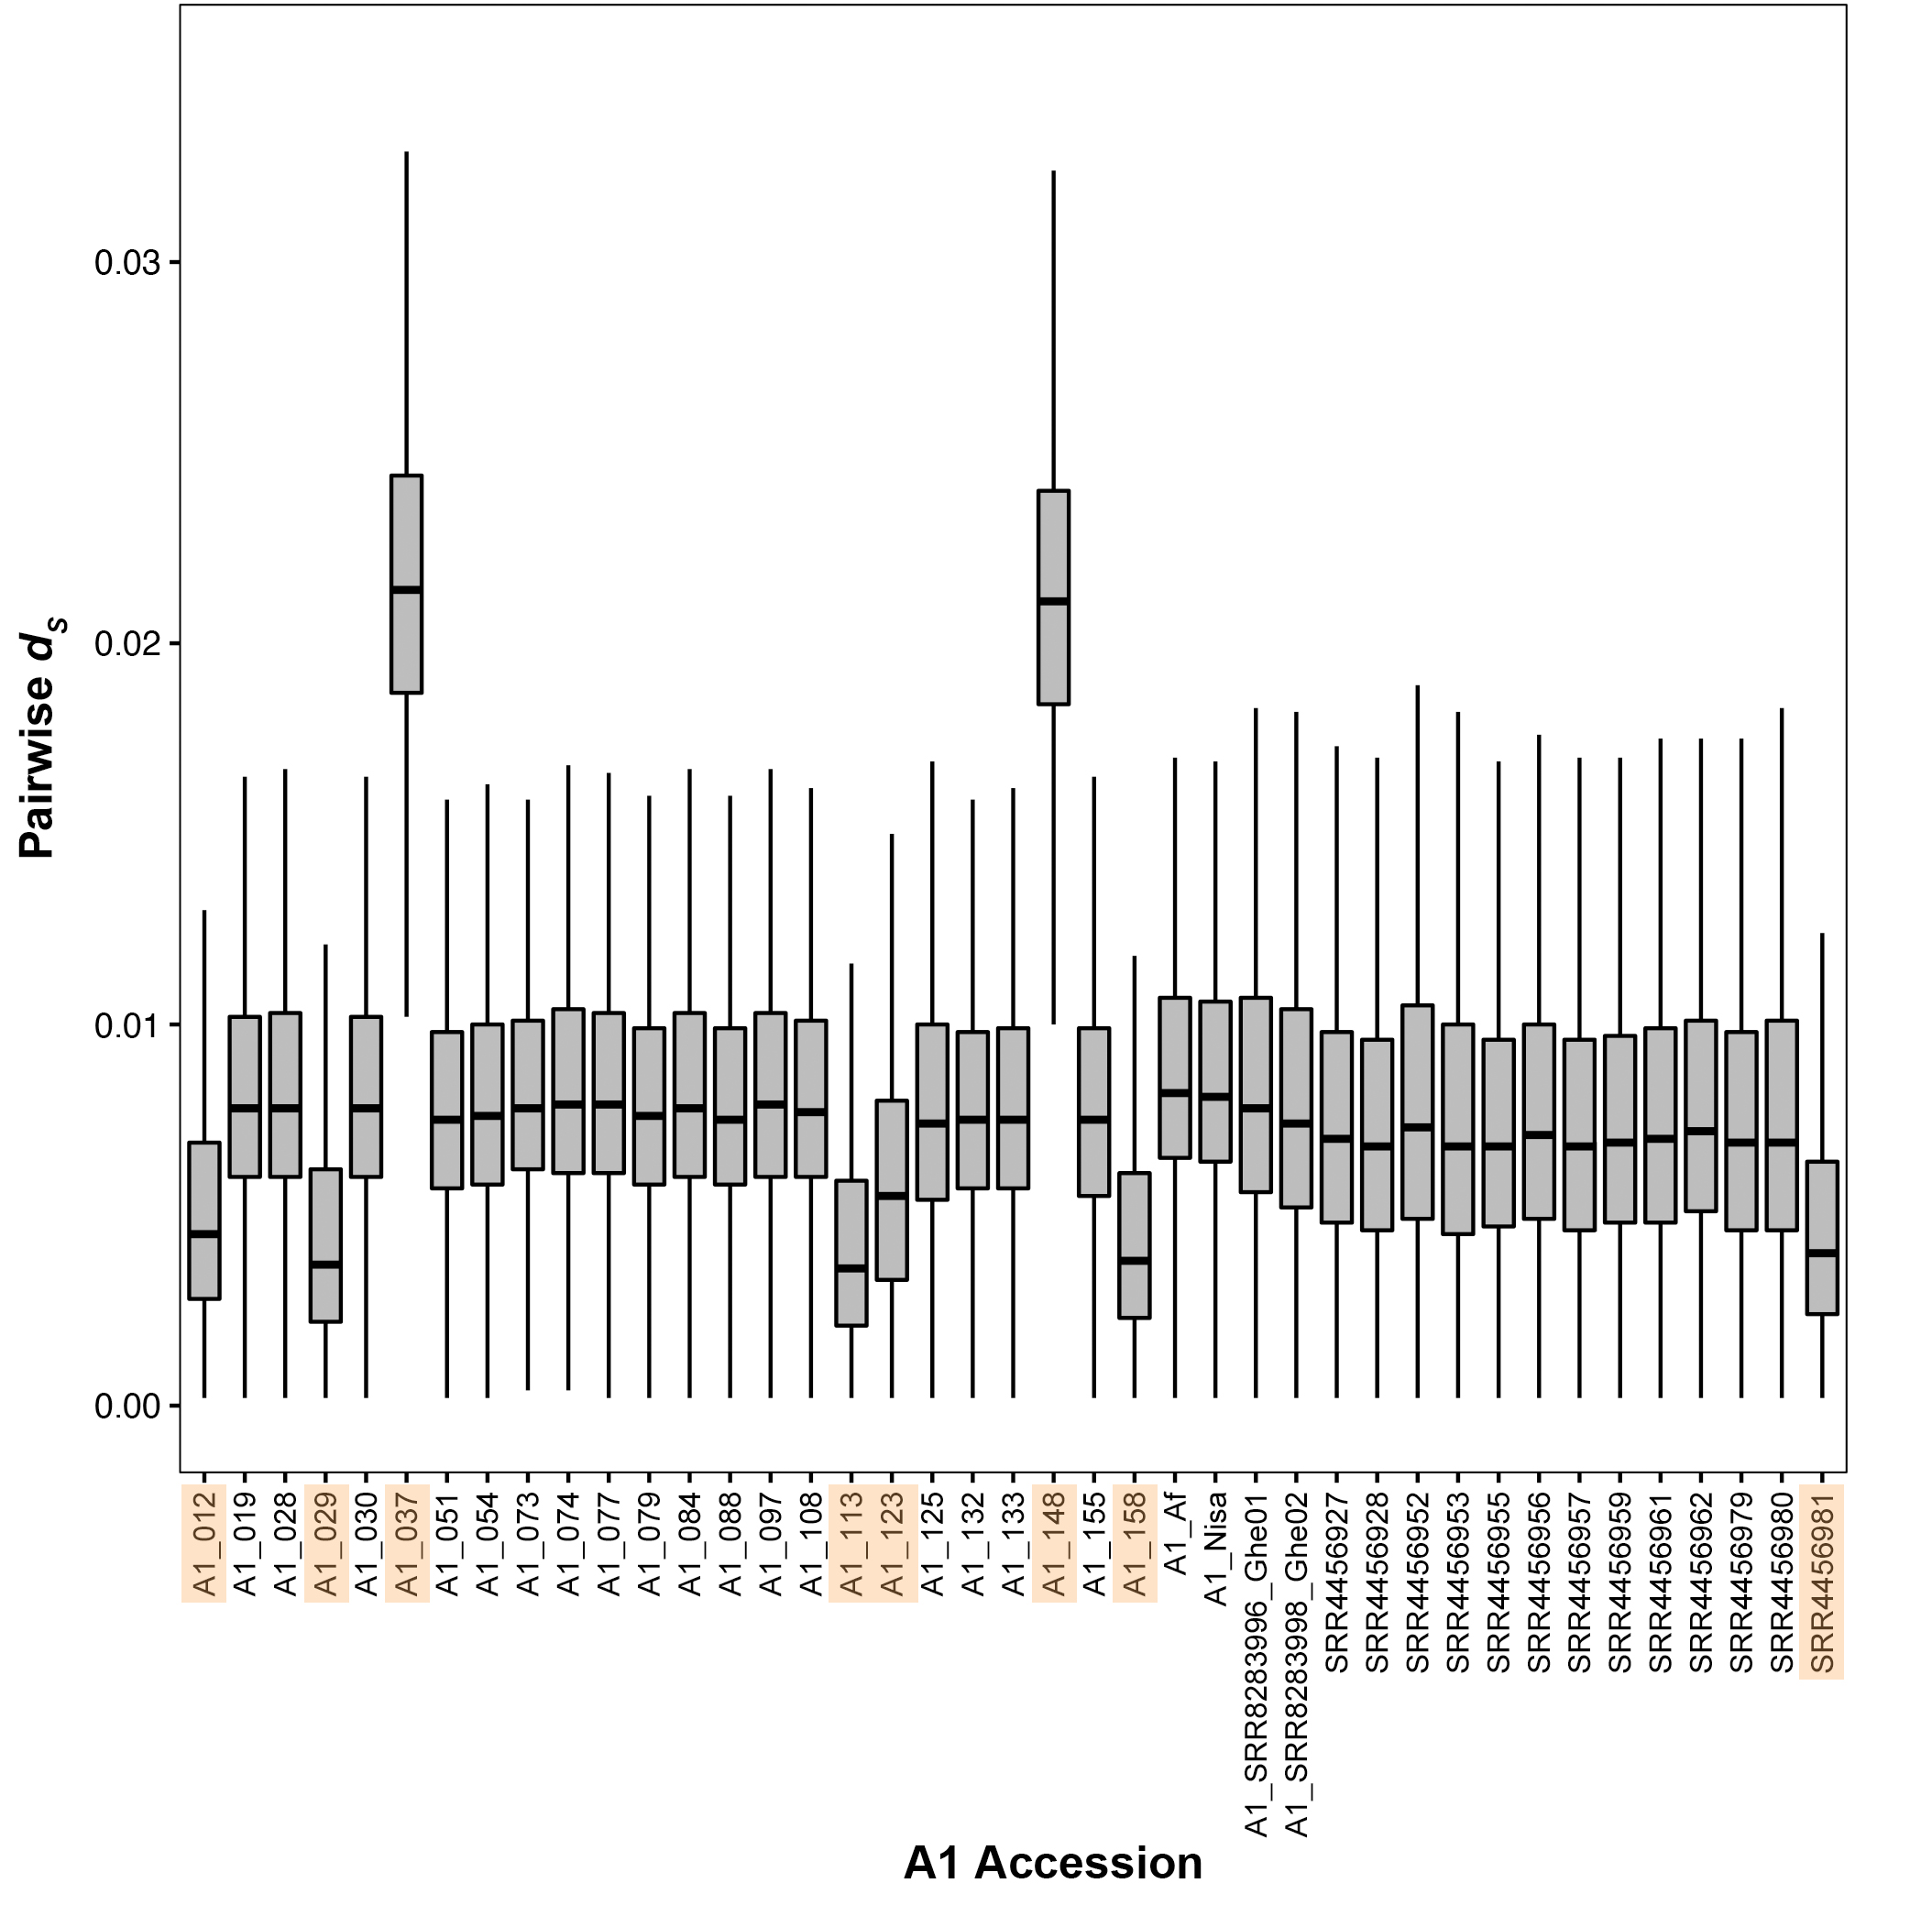 Pairwise ds
0.03
0.02
0.01
0.00
A1_012
A1_019
A1_028
A1_029
A1_030
A1_037
A1_051
A1_054
A1_073
A1_074
A1_077
A1_079
A1_084
A1_088
A1_097
A1_108
A1_113
A1_123
A1_125
A1_132
A1_133
A1_148
A1_155
A1_158
A1_Af
A1_Nisa
A1_SRR8283996_Ghe01
A1_SRR8283998_Ghe02
SRR4456927
SRR4456928
SRR4456952
SRR4456953
SRR4456955
SRR4456956
SRR4456957
SRR4456959
SRR4456961
SRR4456962
SRR4456979
SRR4456980
SRR4456981
A1 Accession